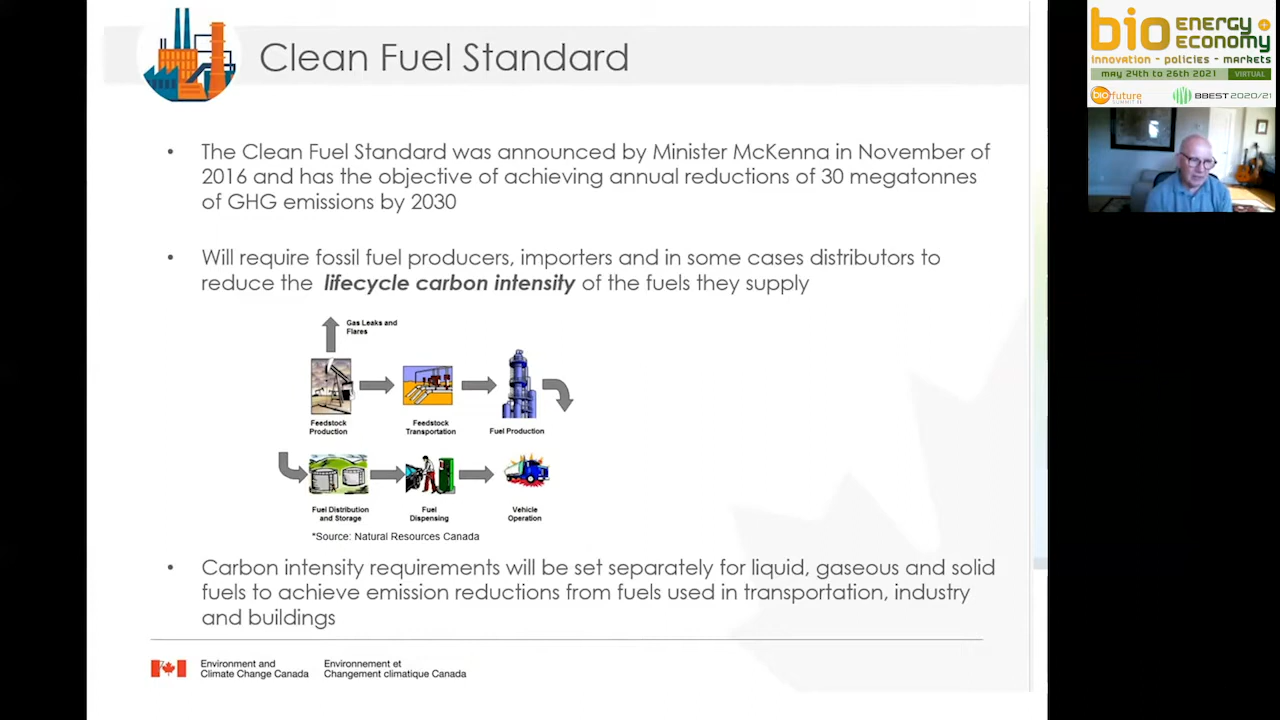 Clean Fuel Standard
• The Clean Fuel Standard was announced by Minister McKenna in November of
2016 and has the objective of achieving annual reductions of 30 megatonnes
of GHG emissions by 2030
• Will require fossil fuel producers, importers and in some cases distributors to
reduce the lifecycle carbon intensity of the fuels they supply
Gas Leaks and
Flares
Feedstock
Production
Feedstock
Transportation
Fuel Production
Fuel Distribution
and Storage
Fuel
Dispensing
Vehicle
Operation
*Source: Natural Resources Canada
• Carbon intensity requirements will be set separately for liquid, gaseous and solid
fuels to achieve emission reductions from fuels used in transportation, industry
and buildings
Environment and
Climate Change Canada
Environnement et
Changement climatique Canada
bio ENERGY+
ECONOMY
innovation - policies - markets
may 24th to 26th 2021 VIRTUAL
biofuture
SUMMIT II
BBEST 2020/21